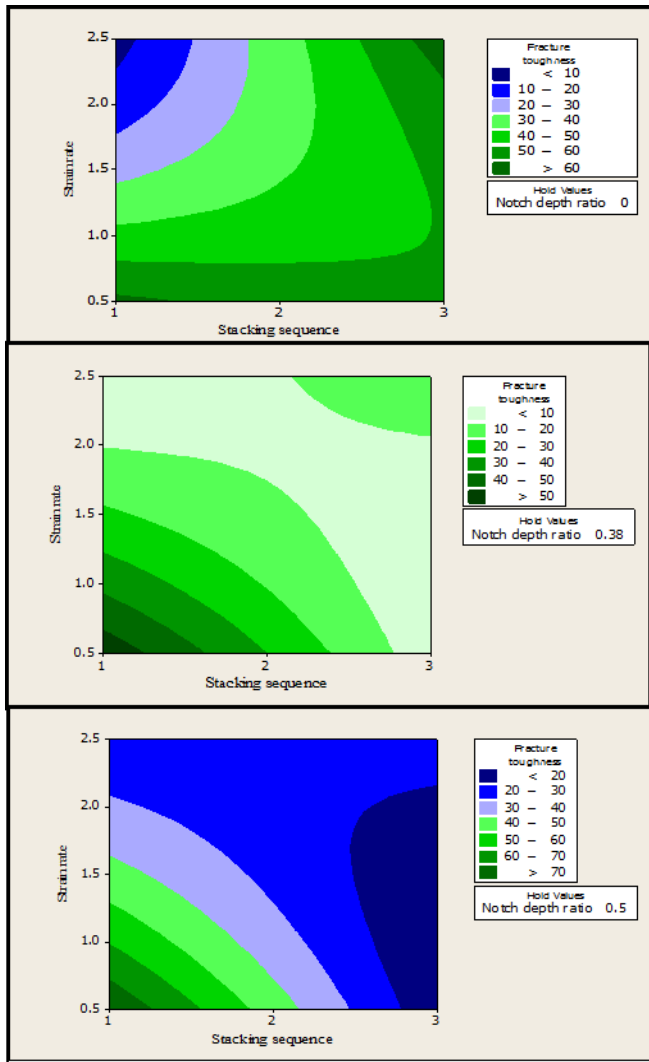 2.5
2.0
1.5
1.0
0.5
Strain rate
1
2
3
Stacking sequence
Fracture
toughness
< 10
10 – 20
20 – 30
30 – 40
40 – 50
50 – 60
> 60
Hold Values
Notch depth ratio 0
2.5
2.0
1.5
1.0
0.5
Strain rate
1
2
3
Stacking sequence
Fracture
toughness
< 10
10 – 20
20 – 30
30 – 40
40 – 50
> 50
Hold Values
Notch depth ratio 0.38
2.5
2.0
1.5
1.0
0.5
Strain rate
1
2
3
Stacking sequence
Fracture
toughness
< 20
20 – 30
30 – 40
40 – 50
50 – 60
60 – 70
> 70
Hold Values
Notch depth ratio 0.5